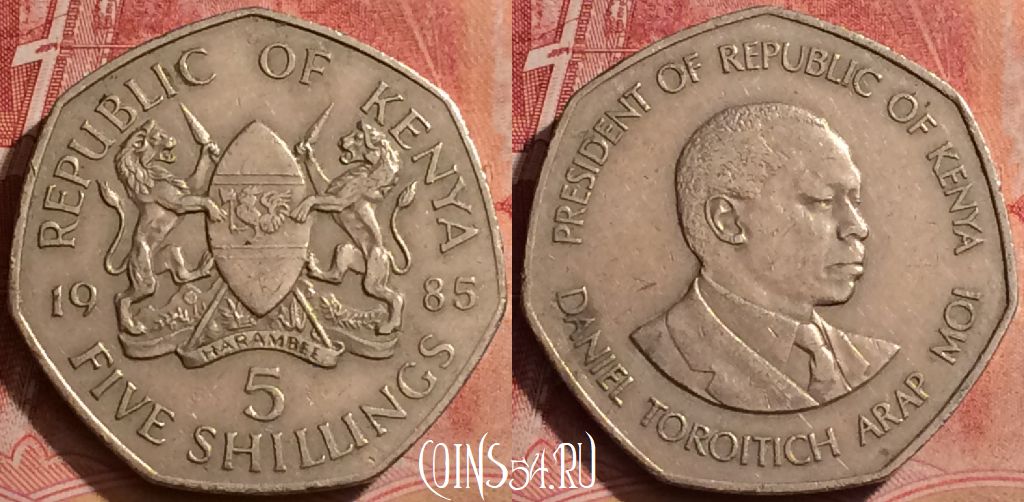 REPUBLIC OF KENYA
19 85
HARAMBEE
5
FIVE SHILLINGS
PRESIDENT OF REPUBLIC OF KENYA
DANIEL TOROITICH ARAP MOI
COINS54.RU